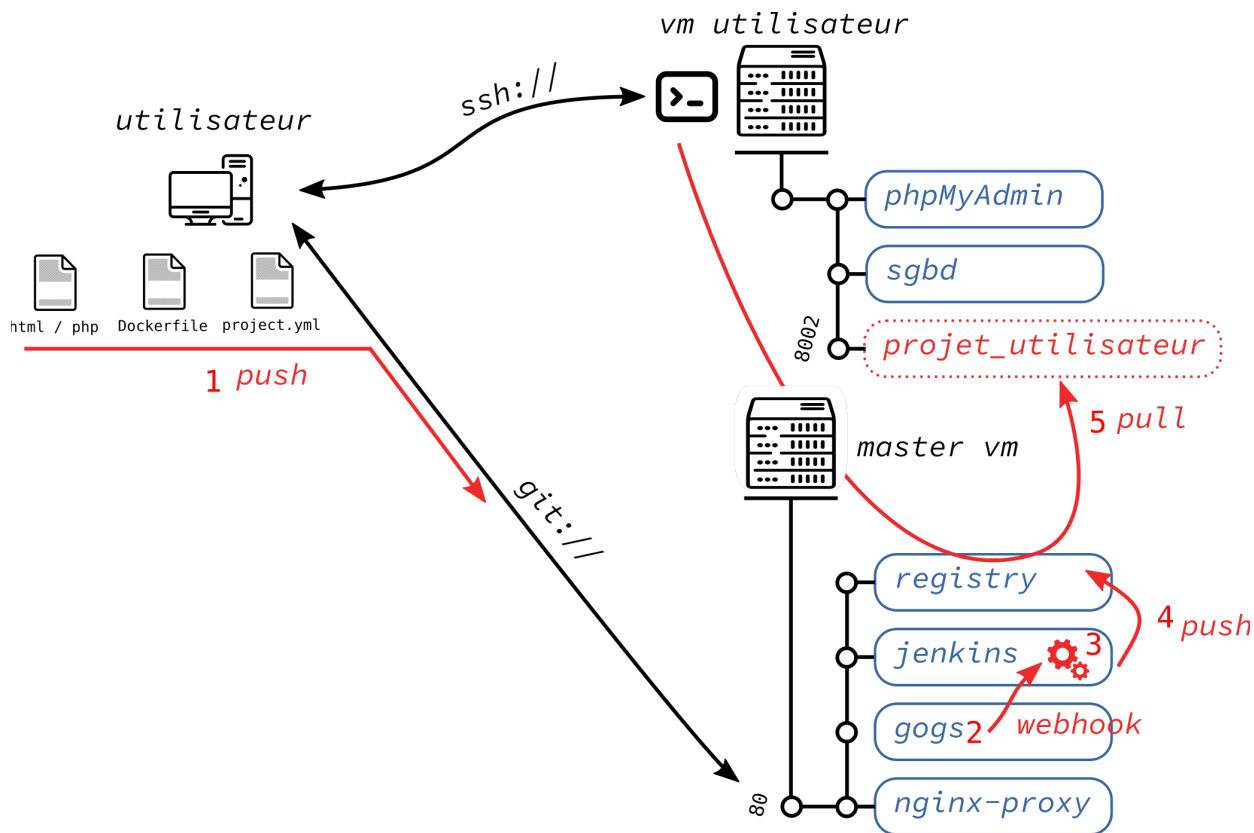 vm utilisateur
ssh://
utilisateur
phpMyAdmin
sgbd
html / php
Dockerfile
project.yml
8002
projet_utilisateur
1 push
5 pull
master vm
git://
registry
4 push
jenkins
3
gogs
2
webhook
80
nginx-proxy